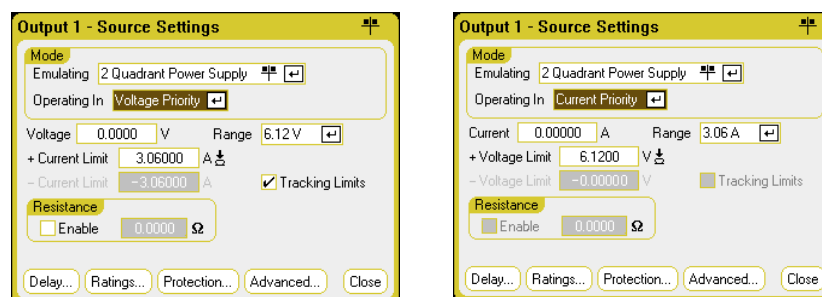 Output 1 - Source Settings
Mode
Emulating 2 Quadrant Power Supply
Operating In Voltage Priority
Voltage 0.0000 V Range 6.12 V
+ Current Limit 3.06000 A
- Current Limit -3.06000 A Tracking Limits
Resistance
Enable 0.0000 Ω
Delay... Ratings... Protection... Advanced... Close
Output 1 - Source Settings
Mode
Emulating 2 Quadrant Power Supply
Operating In Current Priority
Current 0.00000 A Range 3.06 A
+ Voltage Limit 6.1200 V
- Voltage Limit -0.00000 V Tracking Limits
Resistance
Enable 0.0000 Ω
Delay... Ratings... Protection... Advanced... Close